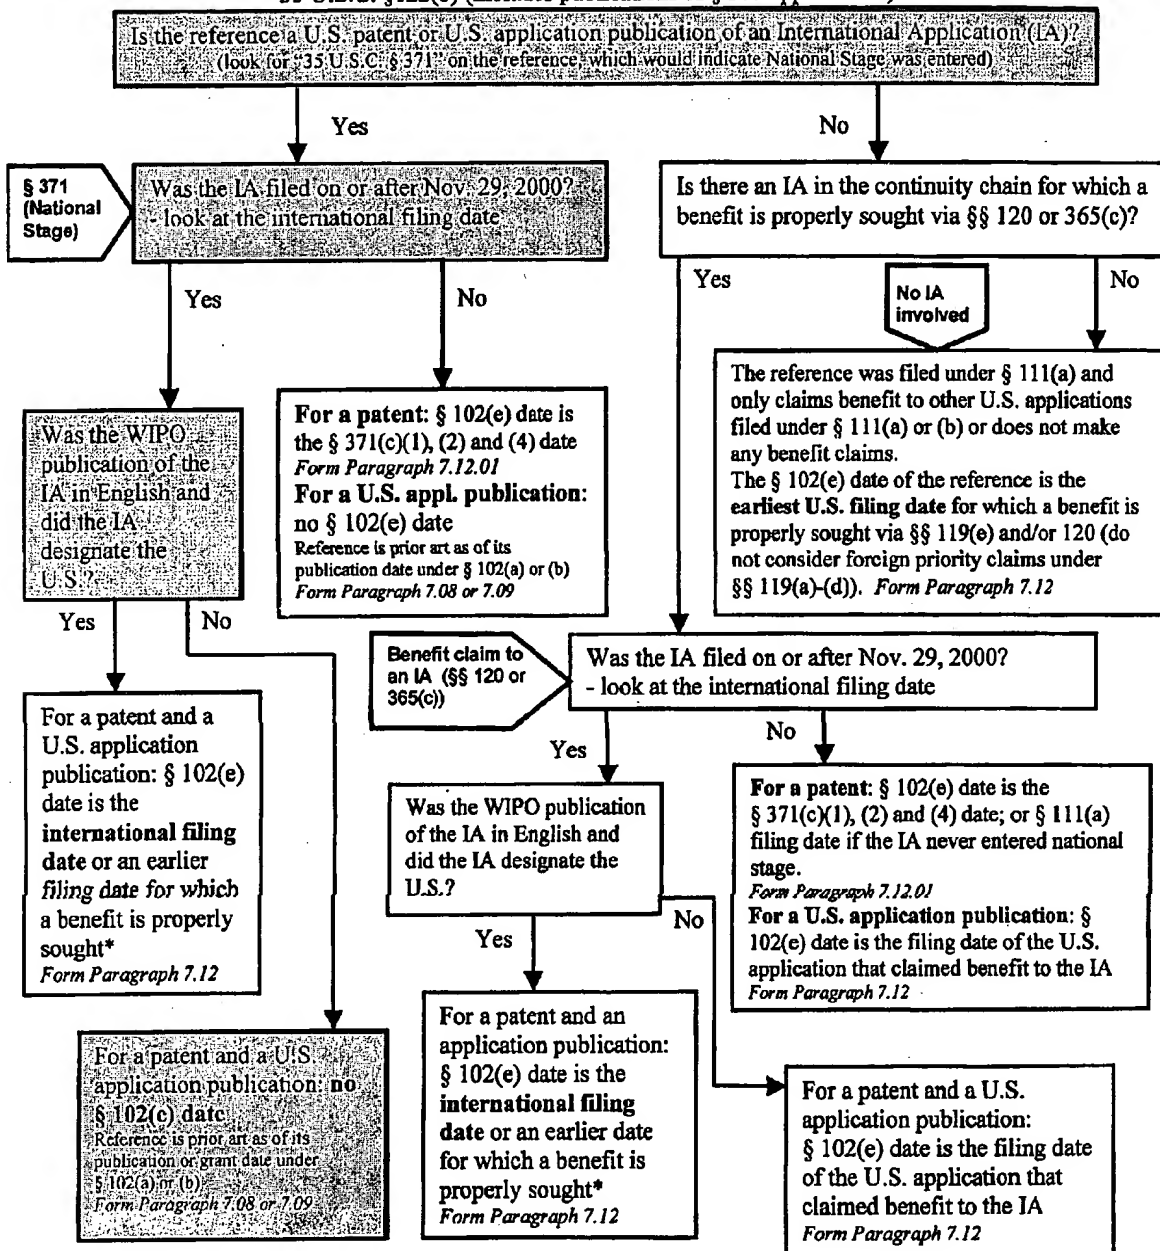 Is the reference a U.S. patent or U.S. application publication of an International Application (IA)?
(look for "35 U.S.C. § 371" on the reference, which would indicate National Stage was entered)
Yes
No
§ 371
(National
Stage)
Was the IA filed on or after Nov. 29, 2000?
- look at the international filing date
Is there an IA in the continuity chain for which a
benefit is properly sought via §§ 120 or 365(c)?
Yes
No
Yes
No IA
involved
No
Was the WIPO
publication of the
IA in English and
did the IA
designate the
U.S.?
For a patent: § 102(e) date is
the § 371(c)(1), (2) and (4) date
Form Paragraph 7.12.01
For a U.S. appl. publication:
no § 102(e) date
Reference is prior art as of its
publication date under § 102(a) or (b)
Form Paragraph 7.08 or 7.09
The reference was filed under § 111(a) and
only claims benefit to other U.S. applications
filed under § 111(a) or (b) or does not make
any benefit claims.
The § 102(e) date of the reference is the
earliest U.S. filing date for which a benefit is
properly sought via §§ 119(e) and/or 120 (do
not consider foreign priority claims under
§§ 119(a)-(d)). Form Paragraph 7.12
Yes
No
Benefit claim to
an IA (§§ 120 or
365(c))
Was the IA filed on or after Nov. 29, 2000?
- look at the international filing date
Yes
No
For a patent and a
U.S. application
publication: § 102(e)
date is the
international filing
date or an earlier
filing date for which
a benefit is properly
sought*
Form Paragraph 7.12
Was the WIPO publication
of the IA in English and
did the IA designate the
U.S.?
For a patent: § 102(e) date is the
§ 371(c)(1), (2) and (4) date; or § 111(a)
filing date if the IA never entered national
stage.
Form Paragraph 7.12.01
For a U.S. application publication: §
102(e) date is the filing date of the U.S.
application that claimed benefit to the IA
Form Paragraph 7.12
Yes
No
For a patent and a U.S.
application publication: no
§ 102(e) date
Reference is prior art as of its
publication or grant date under
§ 102(a) or (b)
Form Paragraph 7.08 or 7.09
For a patent and an
application publication:
§ 102(e) date is the
international filing
date or an earlier date
for which a benefit is
properly sought*
Form Paragraph 7.12
For a patent and a U.S.
application publication:
§ 102(e) date is the filing date
of the U.S. application that
claimed benefit to the IA
Form Paragraph 7.12